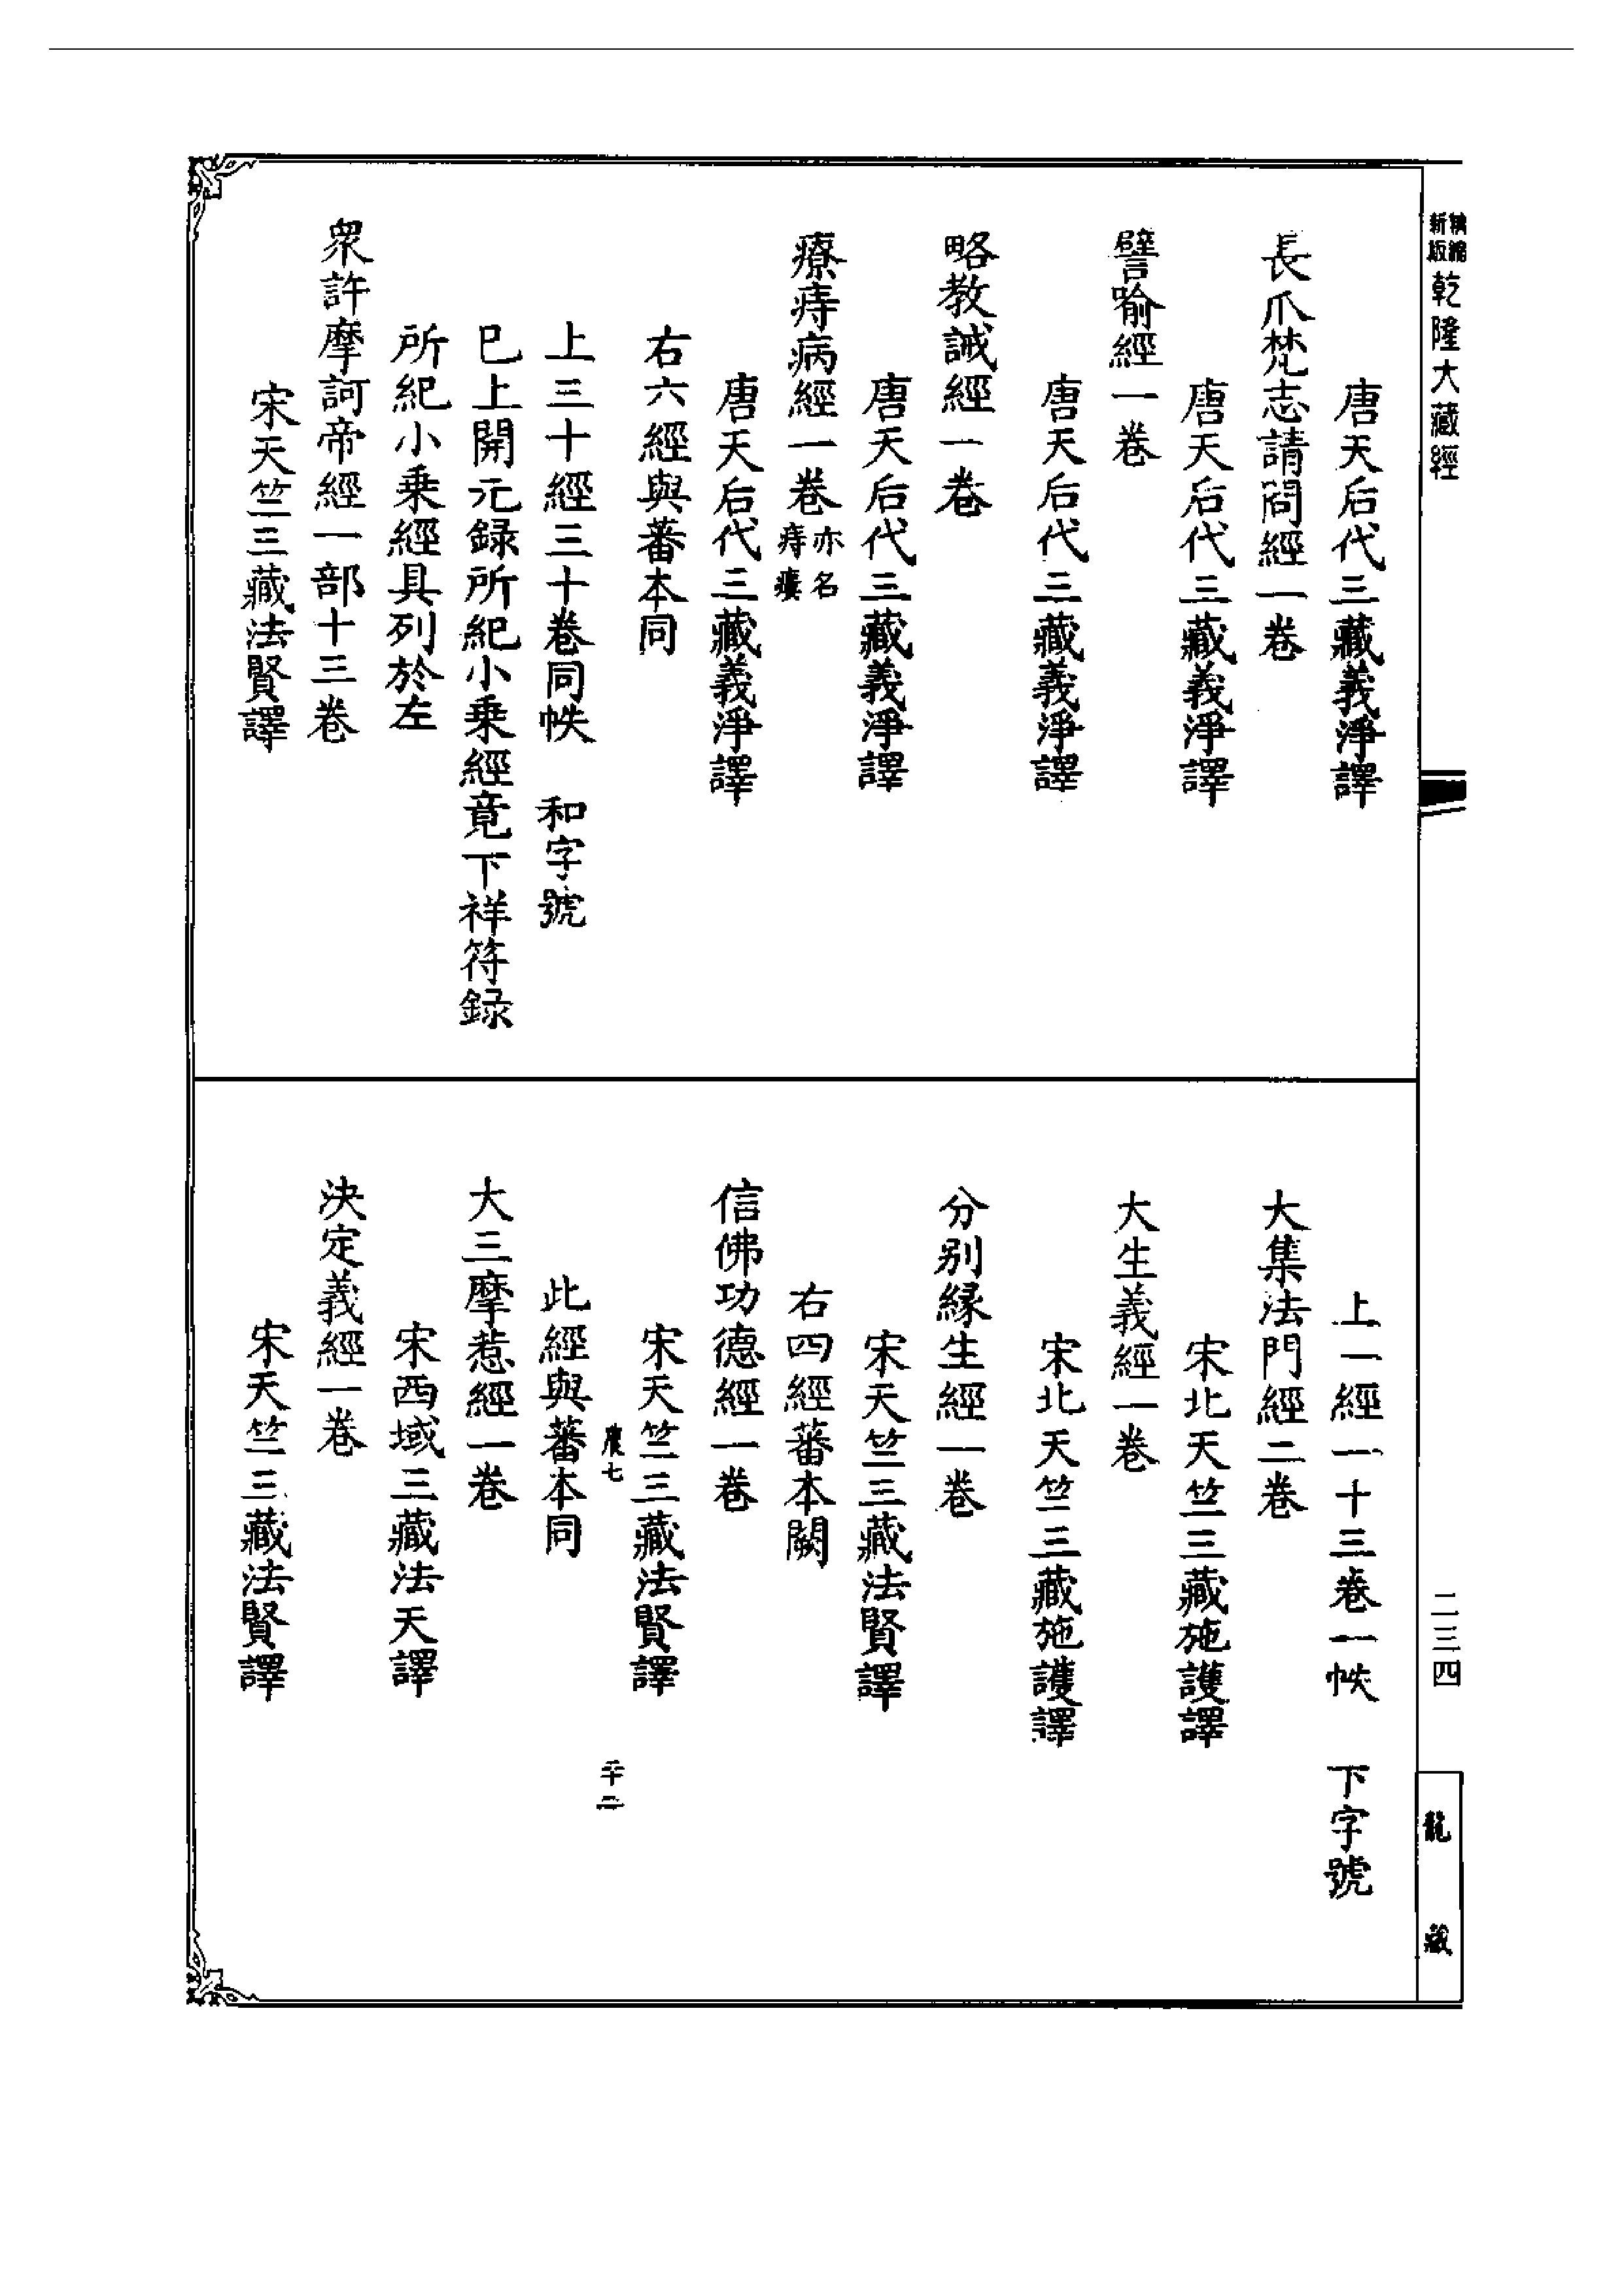 新編
縮版
乾隆大藏經
唐天后代三藏義淨譯
長爪梵志請問經一卷
唐天后代三藏義淨譯
譬喻經一卷
唐天后代三藏義淨譯
略教誡經一卷
唐天后代三藏義淨譯
療痔病經一卷亦名痔瘻
唐天后代三藏義淨譯
右六經與蕃本同
上三十經三十卷同帙　和字號
已上開元録所紀小乗經竟下祥符録
所紀小乗經具列於左
衆許摩訶帝經一部十三卷
宋天竺三藏法賢譯
上一經一十三卷一帙　下字號
大集法門經二卷
宋北天竺三藏施護譯
大生義經一卷
宋北天竺三藏施護譯
分别縁生經一卷
宋天竺三藏法賢譯
右四經蕃本闕
信佛功德經一卷
宋天竺三藏法賢譯
七
二
此經與蕃本同
大三摩惹經一卷
宋西域三藏法天譯
决定義經一卷
宋天竺三藏法賢譯
二三四
龍藏